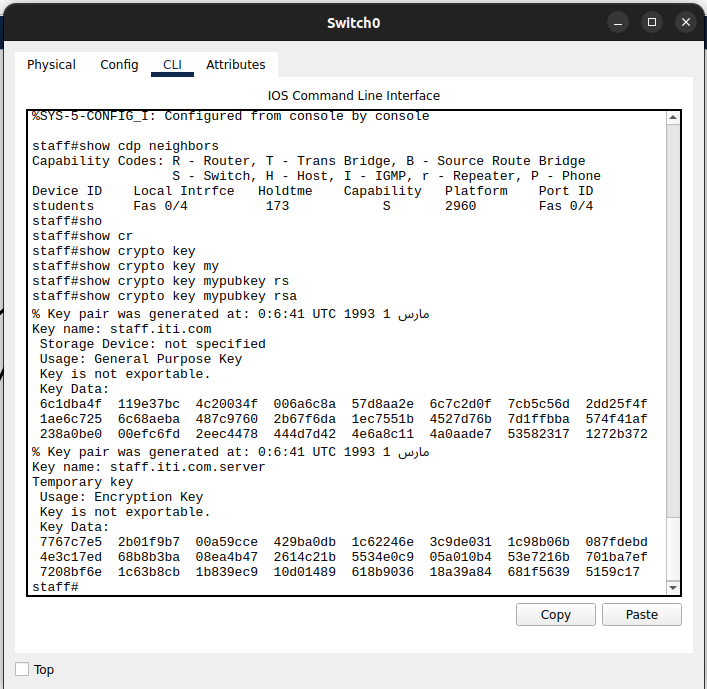 Switch0
Physical Config CLI Attributes
IOS Command Line Interface
%SYS-5-CONFIG_I: Configured from console by console
staff#show cdp neighbors
Capability Codes: R - Router, T - Trans Bridge, B - Source Route Bridge
S - Switch, H - Host, I - IGMP, r - Repeater, P - Phone
Device ID Local Intrfce Holdtme Capability Platform Port ID
students Fas 0/4 173 S 2960 Fas 0/4
staff#sho
staff#show cr
staff#show crypto key
staff#show crypto key my
staff#show crypto key mypubkey rs
staff#show crypto key mypubkey rsa
% Key pair was generated at: 0:6:41 UTC 1993 1 مارس
Key name: staff.iti.com
Storage Device: not specified
Usage: General Purpose Key
Key is not exportable.
Key Data:
6c1dba4f 119e37bc 4c20034f 006a6c8a 57d8aa2e 6c7c2d0f 7cb5c56d 2dd25f4f
1ae6c725 6c68aeba 487c9760 2b67f6da 1ec7551b 4527d76b 7d1ffbba 574f41af
238a0be0 00efc6fd 2eec4478 444d7d42 4e6a8c11 4a0aade7 53582317 1272b372
% Key pair was generated at: 0:6:41 UTC 1993 1 مارس
Key name: staff.iti.com.server
Temporary key
Usage: Encryption Key
Key is not exportable.
Key Data:
7767c7e5 2b01f9b7 00a59cce 429ba0db 1c62246e 3c9de031 1c98b06b 087fdebd
4e3c17ed 68b8b3ba 08ea4b47 2614c21b 5534e0c9 05a010b4 53e7216b 701ba7ef
7208bf6e 1c63b8cb 1b839ec9 10d01489 618b9036 18a39a84 681f5639 5159c17
staff#
Copy Paste
Top